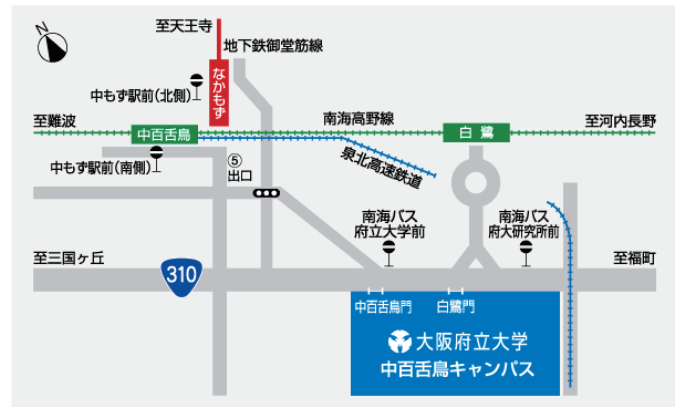 N
至天王寺
地下鉄御堂筋線
なかもず
中もず駅前(北側)
至難波
中百舌鳥
南海高野線
白鷺
至河内長野
中もず駅前(南側)
⑤
出口
泉北高速鉄道
南海バス
府立大学前
南海バス
府大研究所前
至三国ヶ丘
310
至福町
中百舌鳥門
白鷺門
大阪府立大学
中百舌鳥キャンパス